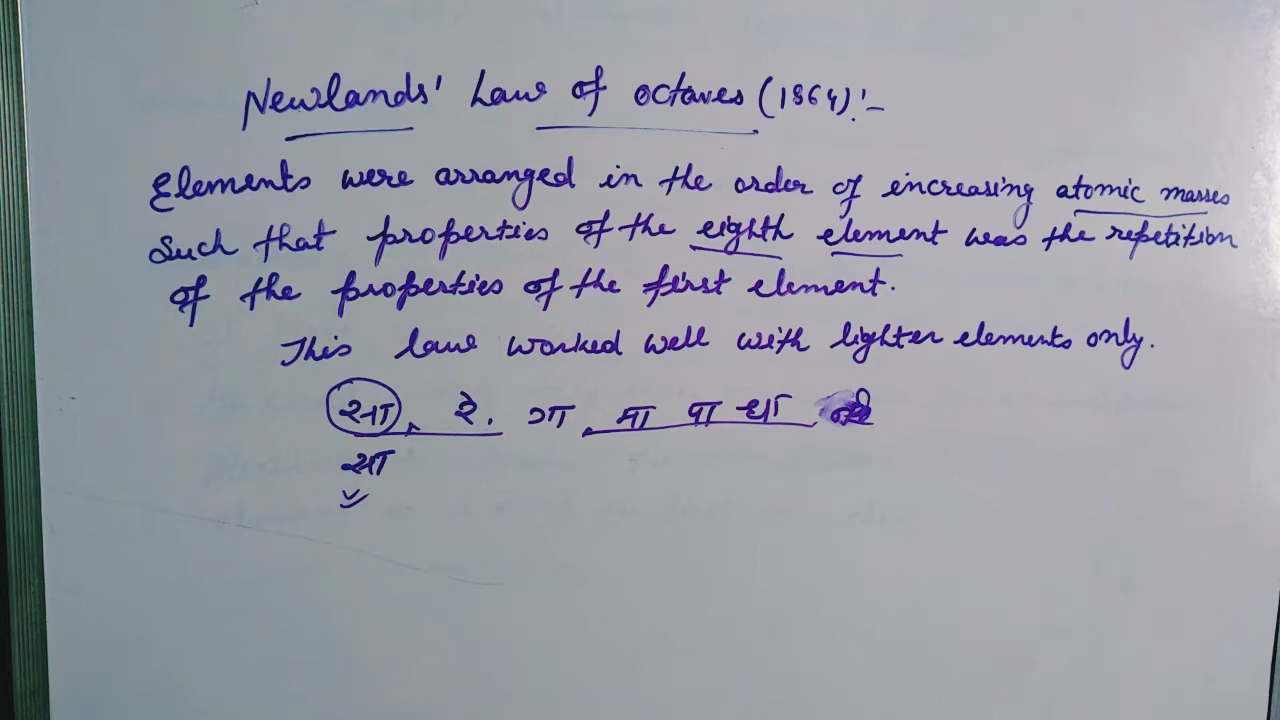 Newlands' Law of octaves (1864):-
Elements were arranged in the order of increasing atomic masses
Such that properties of the eighth element was the repetition
of the properties of the first element.
This law worked well with lighter elements only.
सा, रे. गा, मा पा धा
सा